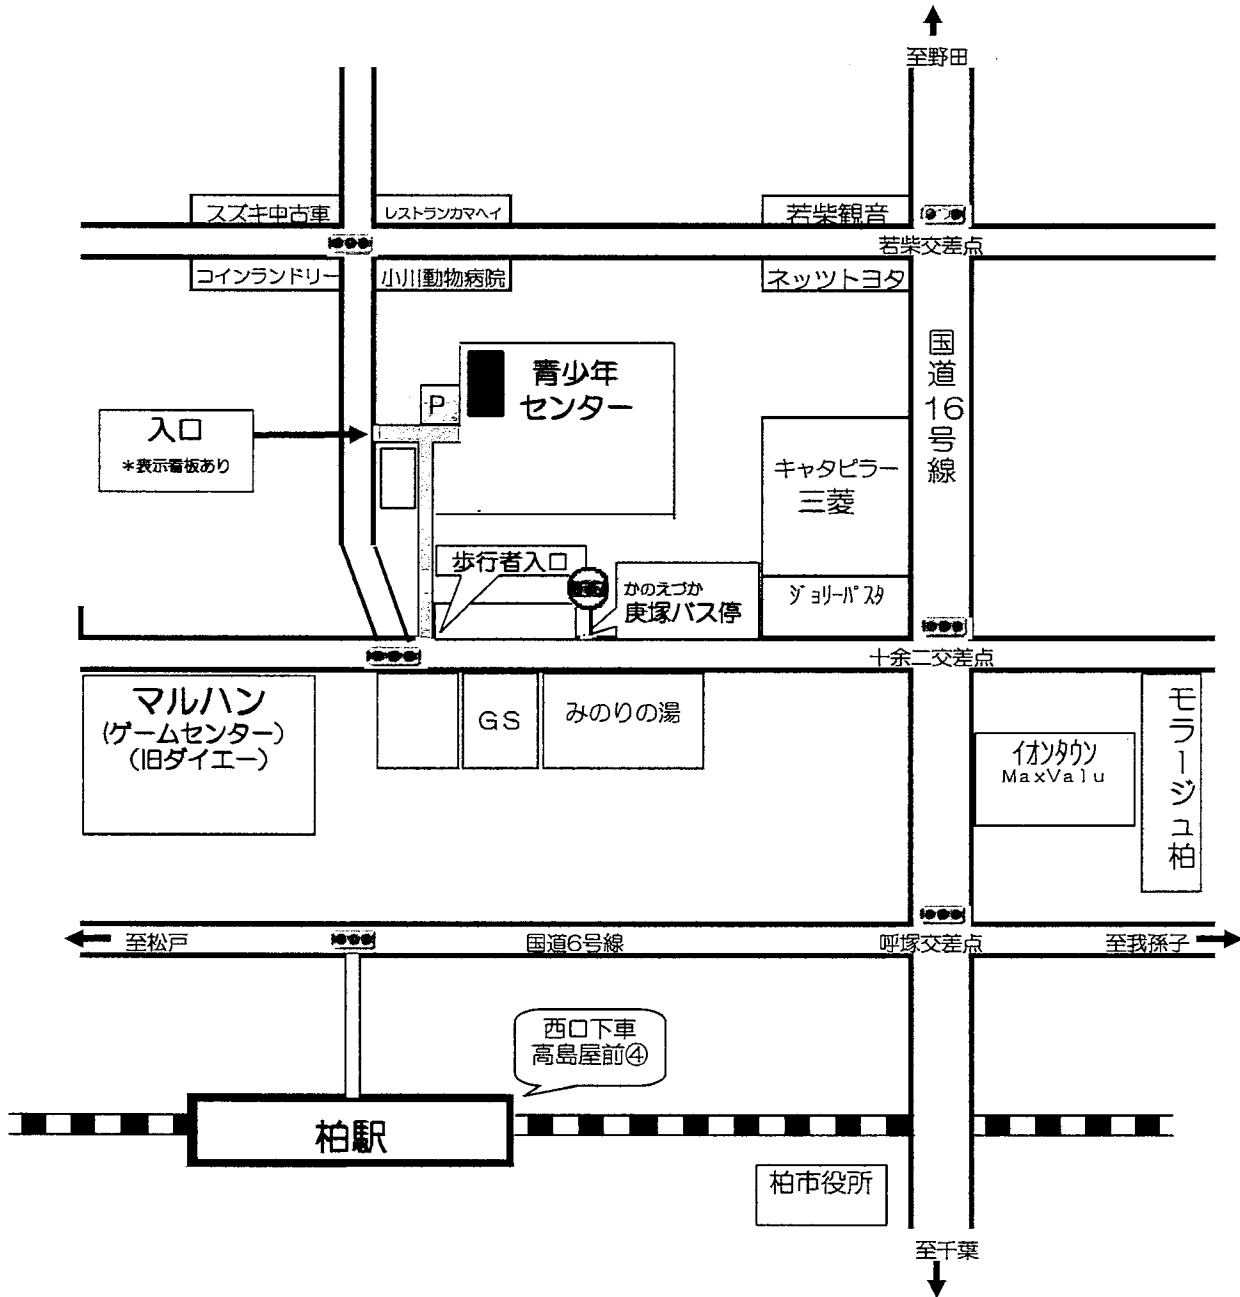 至野田
スズキ中古車
レストランカマヘイ
若柴観音
若柴交差点
コインランドリー
小川動物病院
ネッツトヨタ
国道16号線
青少年
センター
P
入口
*表示看板あり
キャタピラー
三菱
歩行者入口
かのえづか
庚塚バス停
ジョリーパスタ
十余二交差点
マルハン
(ゲームセンター)
(旧ダイエー)
GS
みのりの湯
イオンタウン
MaxValu
モラージュ柏
至松戸
国道6号線
呼塚交差点
至我孫子
西口下車
高島屋前④
柏駅
柏市役所
至千葉